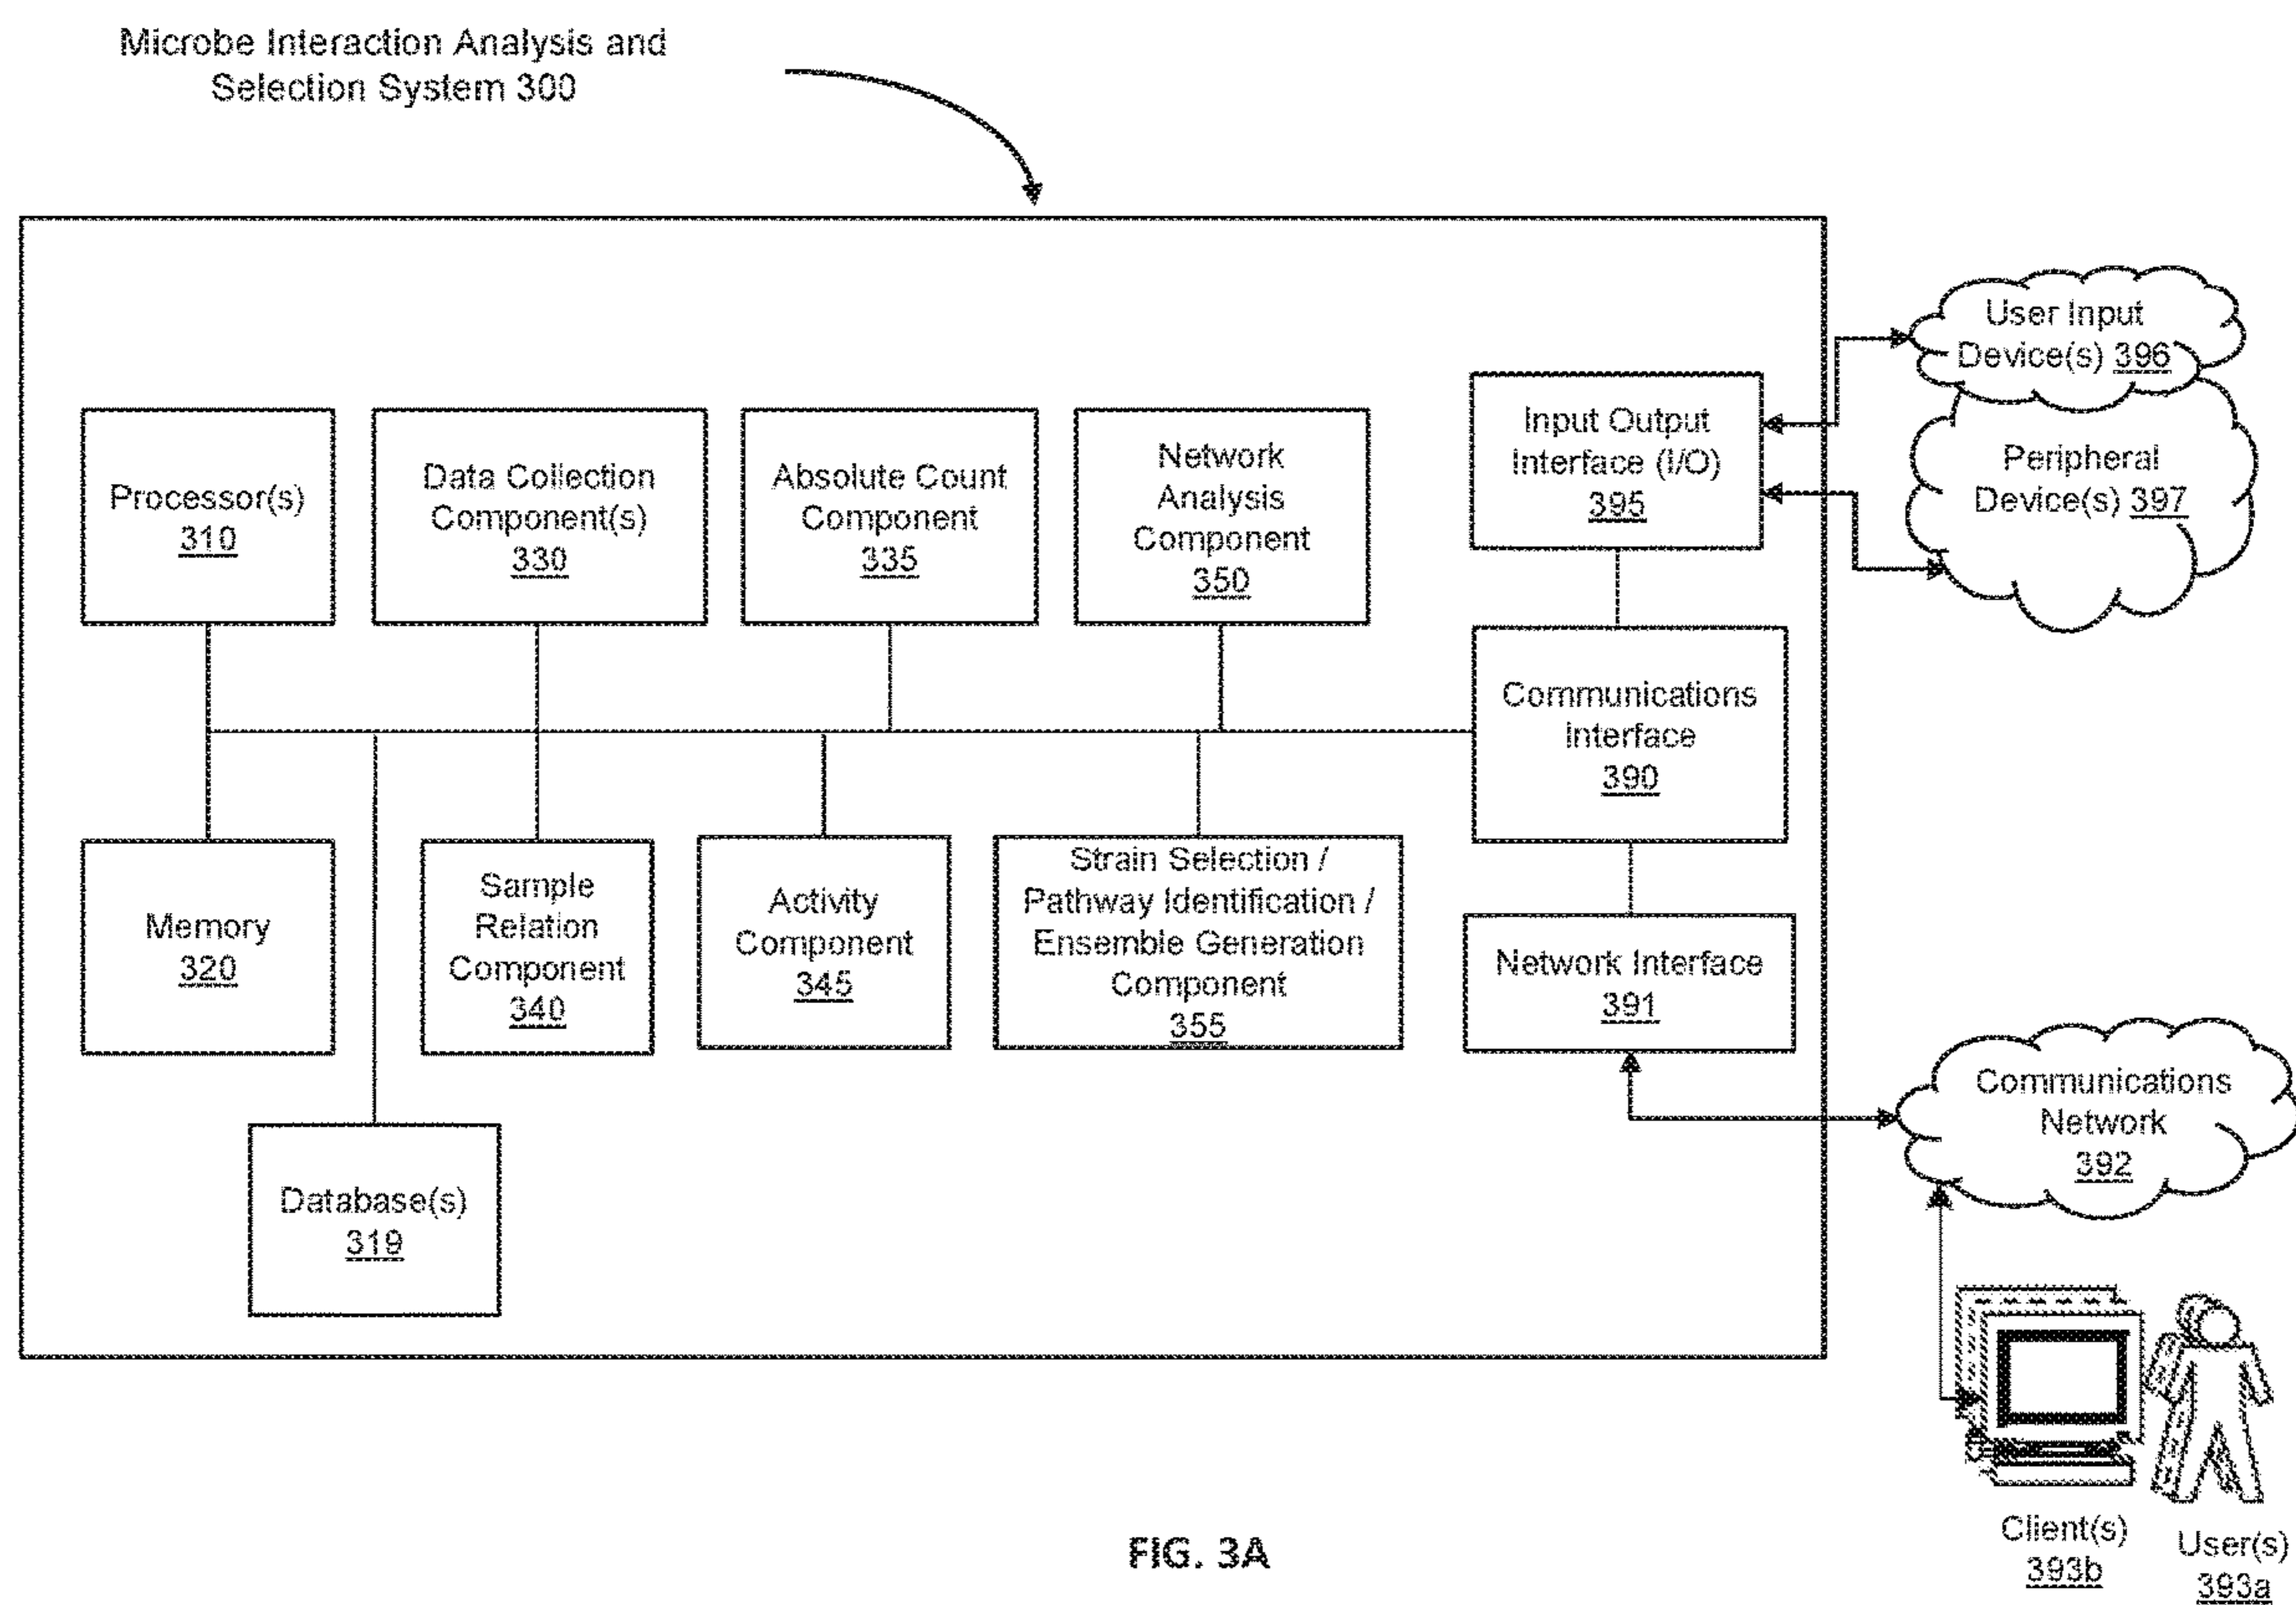 Microbe Interaction Analysis and
Selection System 300
User Input
Device(s) 396
Peripheral
Device(s) 397
Input Output
Interface (I/O)
395
Processor(s)
310
Data Collection
Component(s)
330
Absolute Count
Component
335
Network
Analysis
Component
350
Communications
Interface
390
Memory
320
Sample
Relation
Component
340
Activity
Component
345
Strain Selection /
Pathway Identification /
Ensemble Generation
Component
355
Network Interface
391
Database(s)
319
Communications
Network
392
Client(s)
393b
User(s)
393a
FIG. 3A